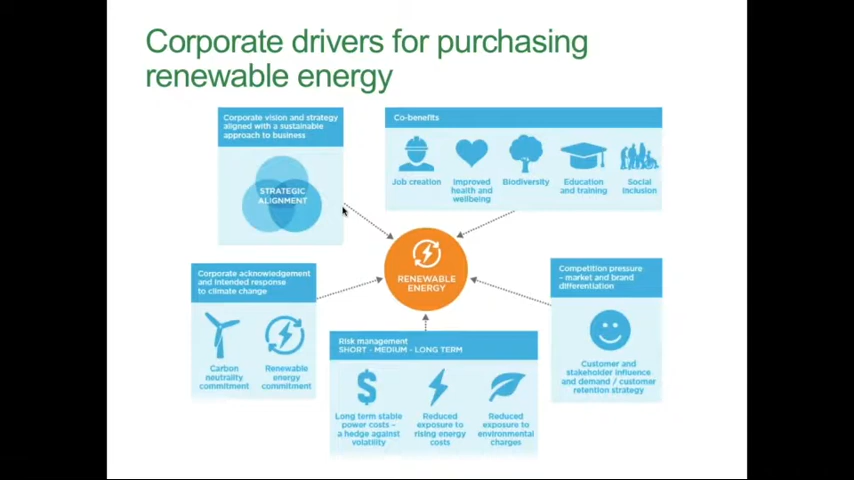 Corporate drivers for purchasing
renewable energy
Corporate vision and strategy
aligned with a sustainable
approach to business
STRATEGIC
ALIGNMENT
Co-benefits
Job creation
Improved
health and
wellbeing
Biodiversity
Education
and training
Social
inclusion
RENEWABLE
ENERGY
Corporate acknowledgement
and intended response
to climate change
Carbon
neutrality
commitment
Renewable
energy
commitment
Risk management
SHORT - MEDIUM - LONG TERM
$
Long term stable
power costs –
a hedge against
volatility
Reduced
exposure to
rising energy
costs
Reduced
exposure to
environmental
charges
Competition pressure
– market and brand
differentiation
Customer and
stakeholder influence
and demand / customer
retention strategy